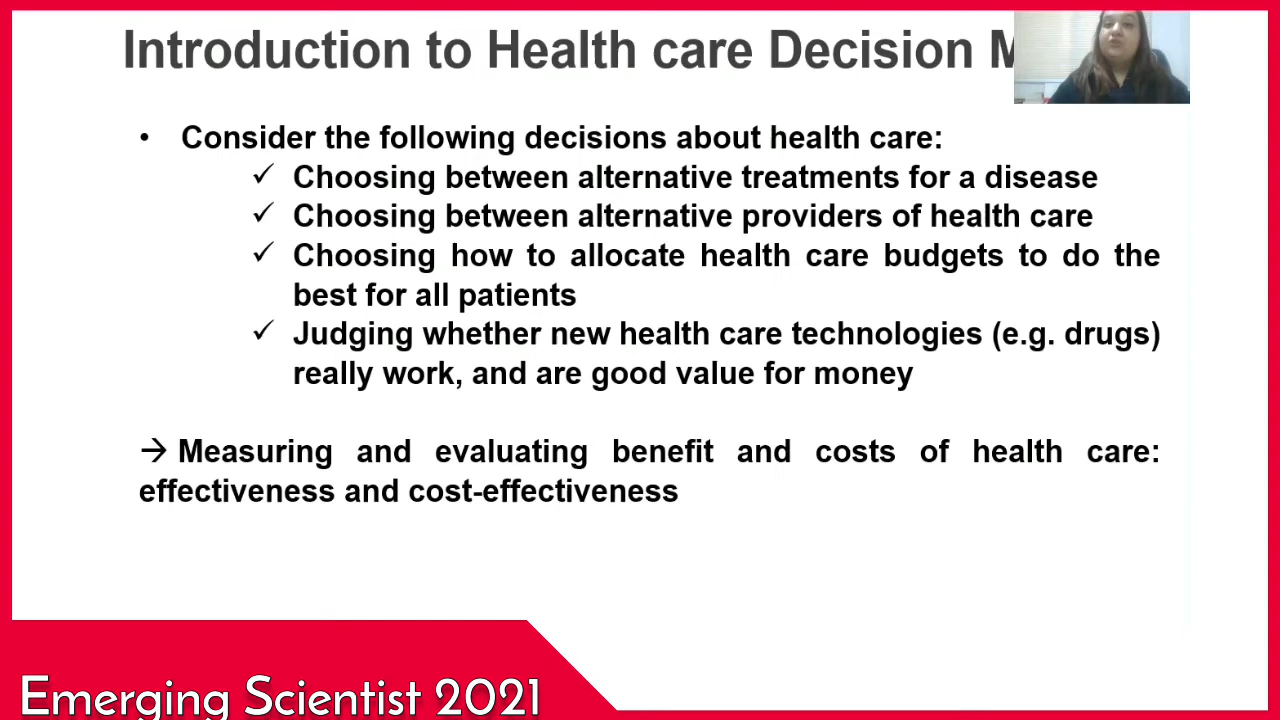 Introduction to Health care Decision M
• Consider the following decisions about health care:
✓ Choosing between alternative treatments for a disease
✓ Choosing between alternative providers of health care
✓ Choosing how to allocate health care budgets to do the
best for all patients
✓ Judging whether new health care technologies (e.g. drugs)
really work, and are good value for money
→ Measuring and evaluating benefit and costs of health care:
effectiveness and cost-effectiveness
Emerging Scientist 2021